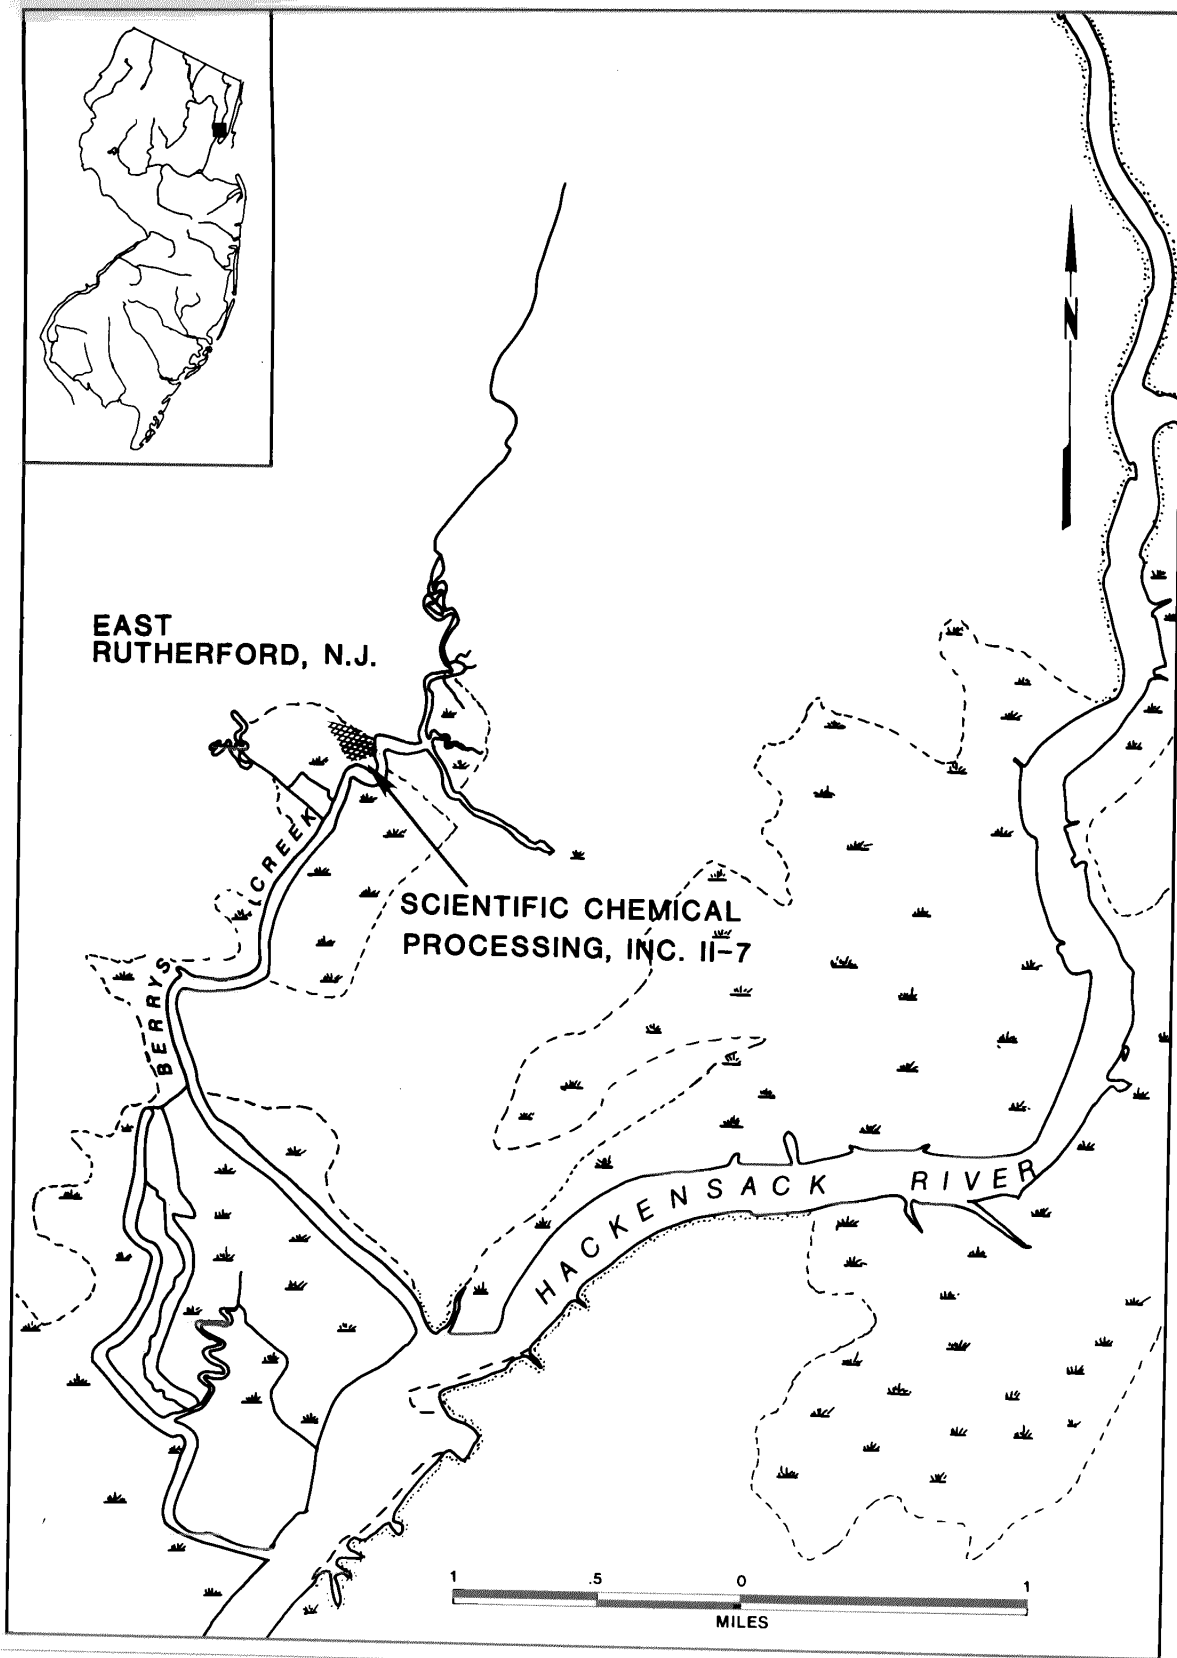 N
EAST
RUTHERFORD, N.J.
BERRYS CREEK
SCIENTIFIC CHEMICAL
PROCESSING, INC. II-7
HACKENSACK RIVER
1 .5 0 1
MILES